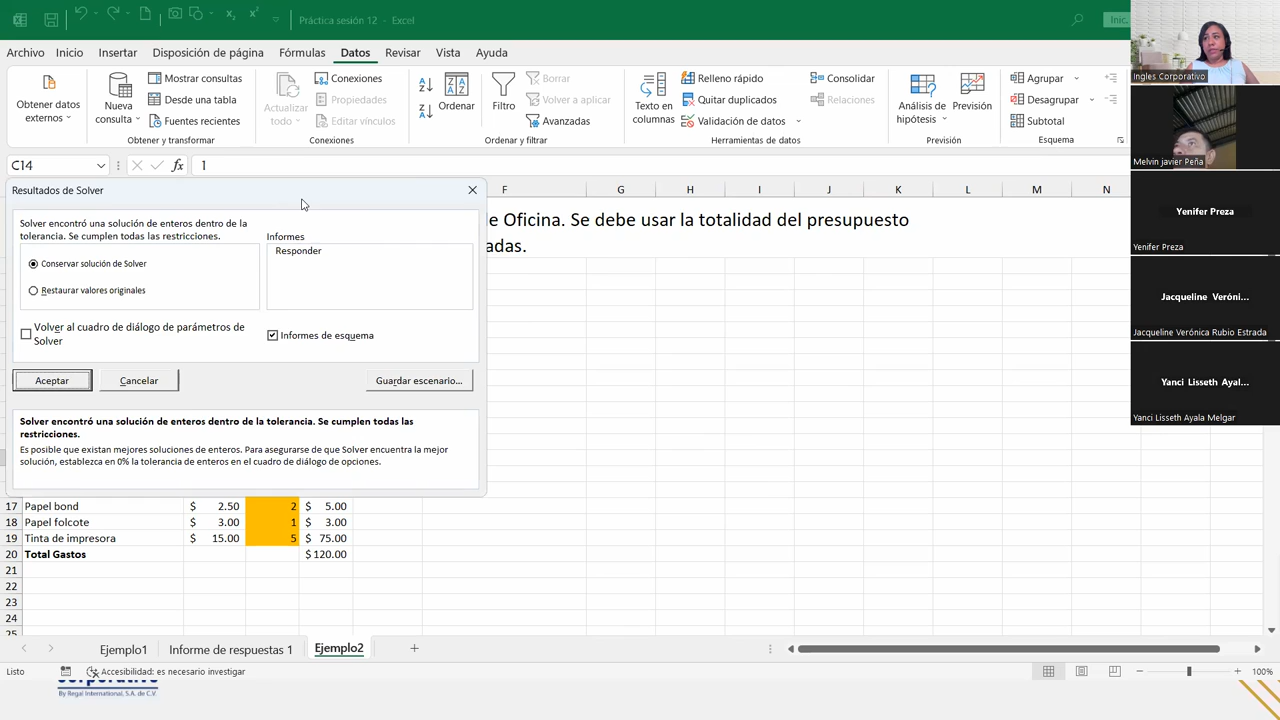 Práctica sesión 12 - Excel
Inic.
Archivo Inicio Insertar Disposición de página Fórmulas Datos Revisar Vista Ayuda
Obtener datos externos
Nueva consulta
Mostrar consultas
Desde una tabla
Fuentes recientes
Obtener y transformar
Actualizar todo
Conexiones
Propiedades
Editar vínculos
Conexiones
Ordenar
Filtro
Borrar
Volver a aplicar
Avanzadas
Ordenar y filtrar
Texto en columnas
Relleno rápido
Quitar duplicados
Validación de datos
Consolidar
Relaciones
Herramientas de datos
Análisis de hipótesis
Previsión
Previsión
Agrupar
Desagrupar
Subtotal
Esquema
C14
fx
1
F G H I J K L M N
de Oficina. Se debe usar la totalidad del presupuesto
adas.
Resultados de Solver
Solver encontró una solución de enteros dentro de la
tolerancia. Se cumplen todas las restricciones.
Conservar solución de Solver
Restaurar valores originales
Volver al cuadro de diálogo de parámetros de
Solver
Informes
Responder
Informes de esquema
Aceptar
Cancelar
Guardar escenario...
Solver encontró una solución de enteros dentro de la tolerancia. Se cumplen todas las
restricciones.
Es posible que existan mejores soluciones de enteros. Para asegurarse de que Solver encuentra la mejor
solución, establezca en 0% la tolerancia de enteros en el cuadro de diálogo de opciones.
17 Papel bond $ 2.50 2 $ 5.00
18 Papel folcote $ 3.00 1 $ 3.00
19 Tinta de impresora $ 15.00 5 $ 75.00
20 Total Gastos $ 120.00
21
22
23
24
25
Ejemplo1 Informe de respuestas 1 Ejemplo2
Listo
Accesibilidad: es necesario investigar
100%
By Regal International, S.A. de C.V.
Ingles Corporativo
Melvin javier Peña
Yenifer Preza
Yenifer Preza
Jacqueline Veróni...
Jacqueline Verónica Rubio Estrada
Yanci Lisseth Ayal...
Yanci Lisseth Ayala Melgar